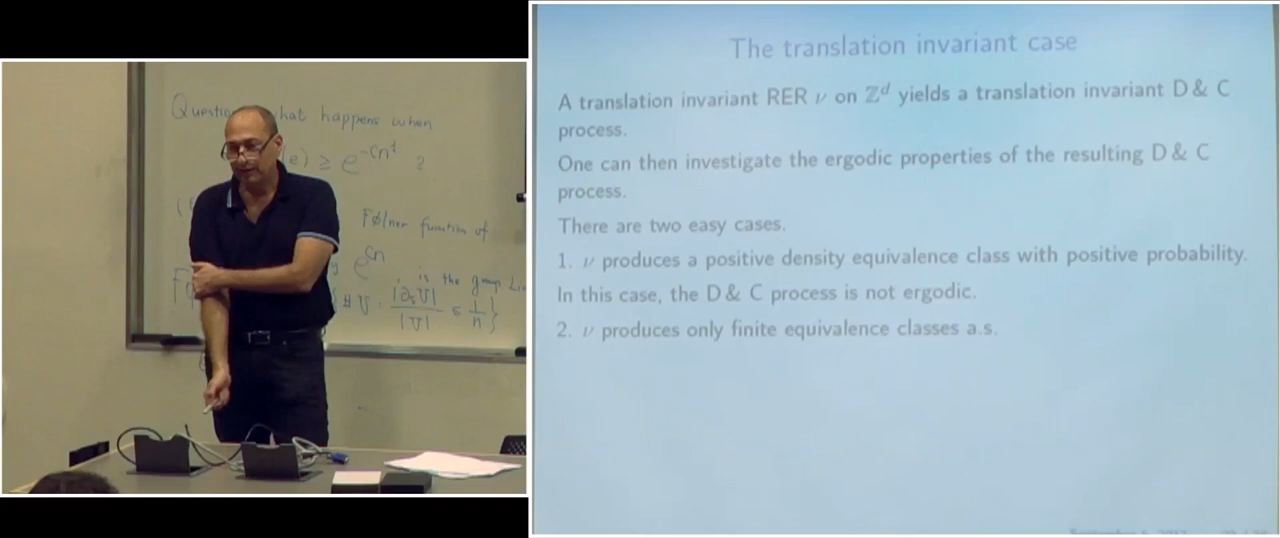 Question what happens when
(e) ≥ e^{-cn^t} ?
Følner function of
e^{cn}
is the group
# U : |∂_s U| / |U| ≤ 1/n }
The translation invariant case
A translation invariant RER ν on ℤ^d yields a translation invariant D & C
process.
One can then investigate the ergodic properties of the resulting D & C
process.
There are two easy cases.
1. ν produces a positive density equivalence class with positive probability.
In this case, the D & C process is not ergodic.
2. ν produces only finite equivalence classes a.s.